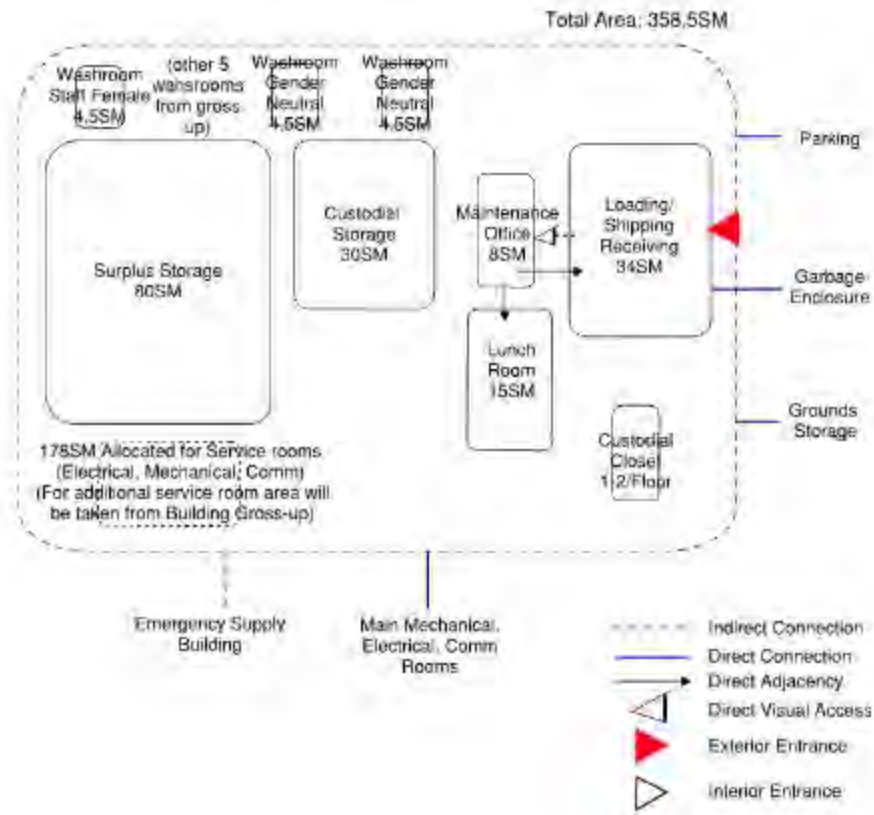 Total Area: 358.5SM
Washroom
Staff Female
4.5SM
(other 5
wahsrooms
from gross-
up)
Washroom
Gender
Neutral
4.5SM
Washroom
Gender
Neutral
4.5SM
Parking
Surplus Storage
80SM
Custodial
Storage
30SM
Maintenance
Office
8SM
Loading/
Shipping
Receiving
34SM
Garbage
Enclosure
Lunch
Room
15SM
Custodial
Closet
1-2/Floor
Grounds
Storage
178SM Allocated for Service rooms
(Electrical, Mechanical, Comm)
(For additional service room area will
be taken from Building Gross-up)
Emergency Supply
Building
Main Mechanical,
Electrical, Comm
Rooms
Indirect Connection
Direct Connection
Direct Adjacency
Direct Visual Access
Exterior Entrance
Interior Entrance